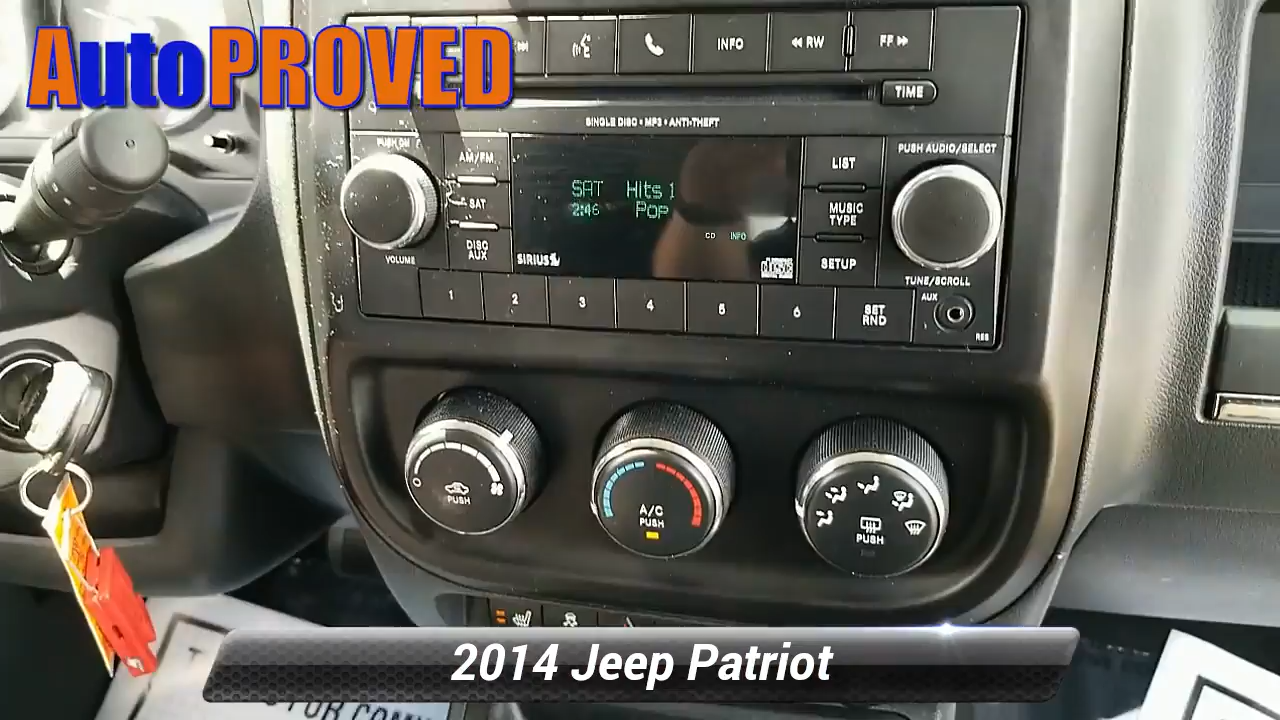 AutoPROVED
INFO
RW
FF
TIME
SINGLE DISC • MP3 • ANTI-THEFT
PUSH ON
AM/FM
SAT
DISC
AUX
VOLUME
SAT Hits 1
2:46 Pop
CD INFO
SIRIUS
LIST
MUSIC
TYPE
SETUP
PUSH AUDIO/SELECT
TUNE/SCROLL
AUX
RES
1
2
3
4
5
6
SET
RND
O
PUSH
A/C
PUSH
PUSH
2014 Jeep Patriot